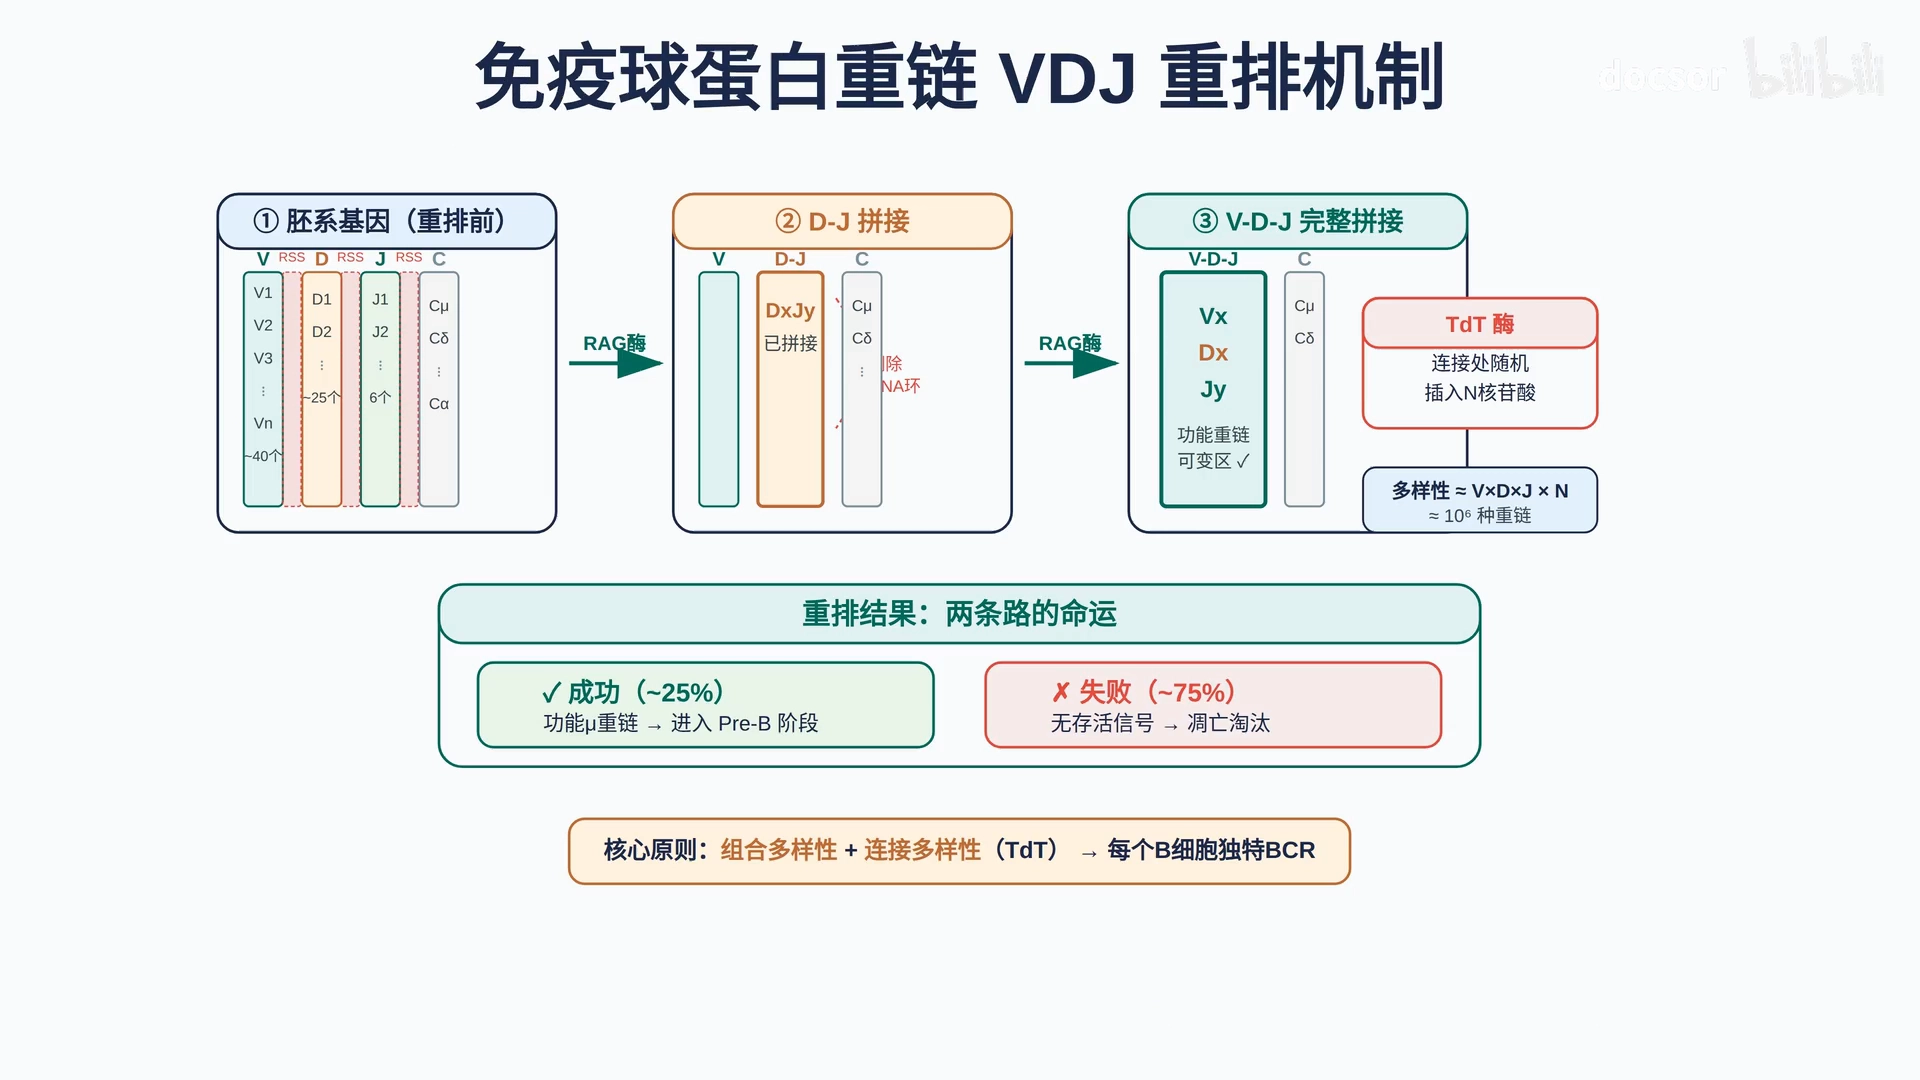 免疫球蛋白重链 VDJ 重排机制
docsor bilibili
① 胚系基因（重排前）
V RSS D RSS J RSS C
V1
V2
V3
⋮
Vn
~40个
D1
D2
⋮
~25个
J1
J2
⋮
6个
Cμ
Cδ
⋮
Cα
RAG酶
② D-J 拼接
V D-J C
DxJy
已拼接
Cμ
Cδ
⋮
除
NA环
RAG酶
③ V-D-J 完整拼接
V-D-J C
Vx
Dx
Jy
功能重链
可变区 ✓
Cμ
Cδ
TdT 酶
连接处随机
插入N核苷酸
多样性 ≈ V×D×J × N
≈ 10⁶ 种重链
重排结果：两条路的命运
✓ 成功（~25%）
功能μ重链 → 进入 Pre-B 阶段
✗ 失败（~75%）
无存活信号 → 凋亡淘汰
核心原则：组合多样性 + 连接多样性（TdT） → 每个B细胞独特BCR